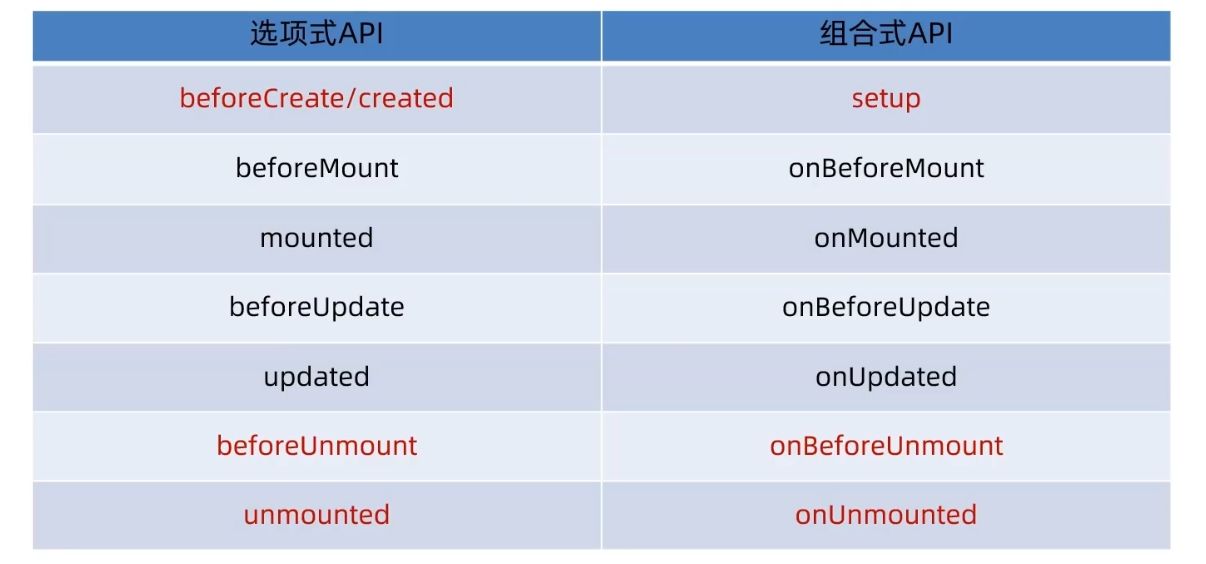 选项式API 组合式API
beforeCreate/created setup
beforeMount onBeforeMount
mounted onMounted
beforeUpdate onBeforeUpdate
updated onUpdated
beforeUnmount onBeforeUnmount
unmounted onUnmounted